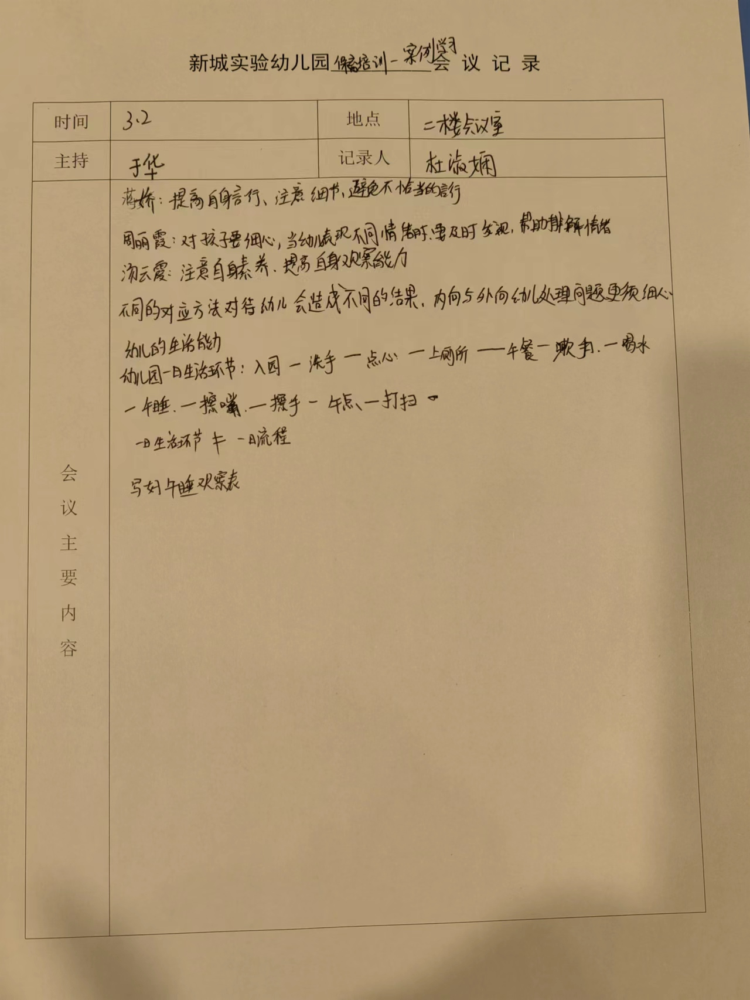 新城实验幼儿园保育培训—案例学习会议记录
时间 3.2 地点 二楼会议室
主持 于华 记录人 杜淑娴
蒋娇：提高自身言行、注意细节、避免不恰当的言行
周丽霞：对孩子要细心，当幼儿表现不同情绪时、要及时发现，帮助排解情绪
汤云霞：注意自身素养、提高自身观察能力
不同的对应方法对待幼儿会造成不同的结果，内向与外向幼儿处理问题更须细心
幼儿的生活能力
幼儿园一日生活环节：入园—洗手—点心—上厕所—午餐—漱手.—喝水
—午睡.—擦嘴.—擦手—午点、—打扫
一日生活环节≠一日流程
写好午睡观察表
会议主要内容